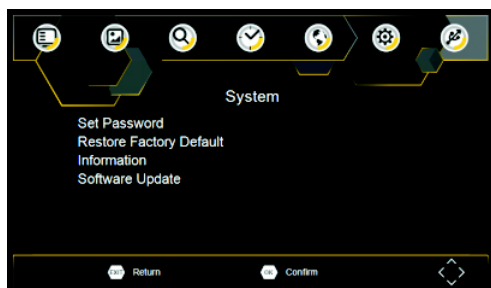 System
Set Password
Restore Factory Default
Information
Software Update
EXIT Return
OK Confirm